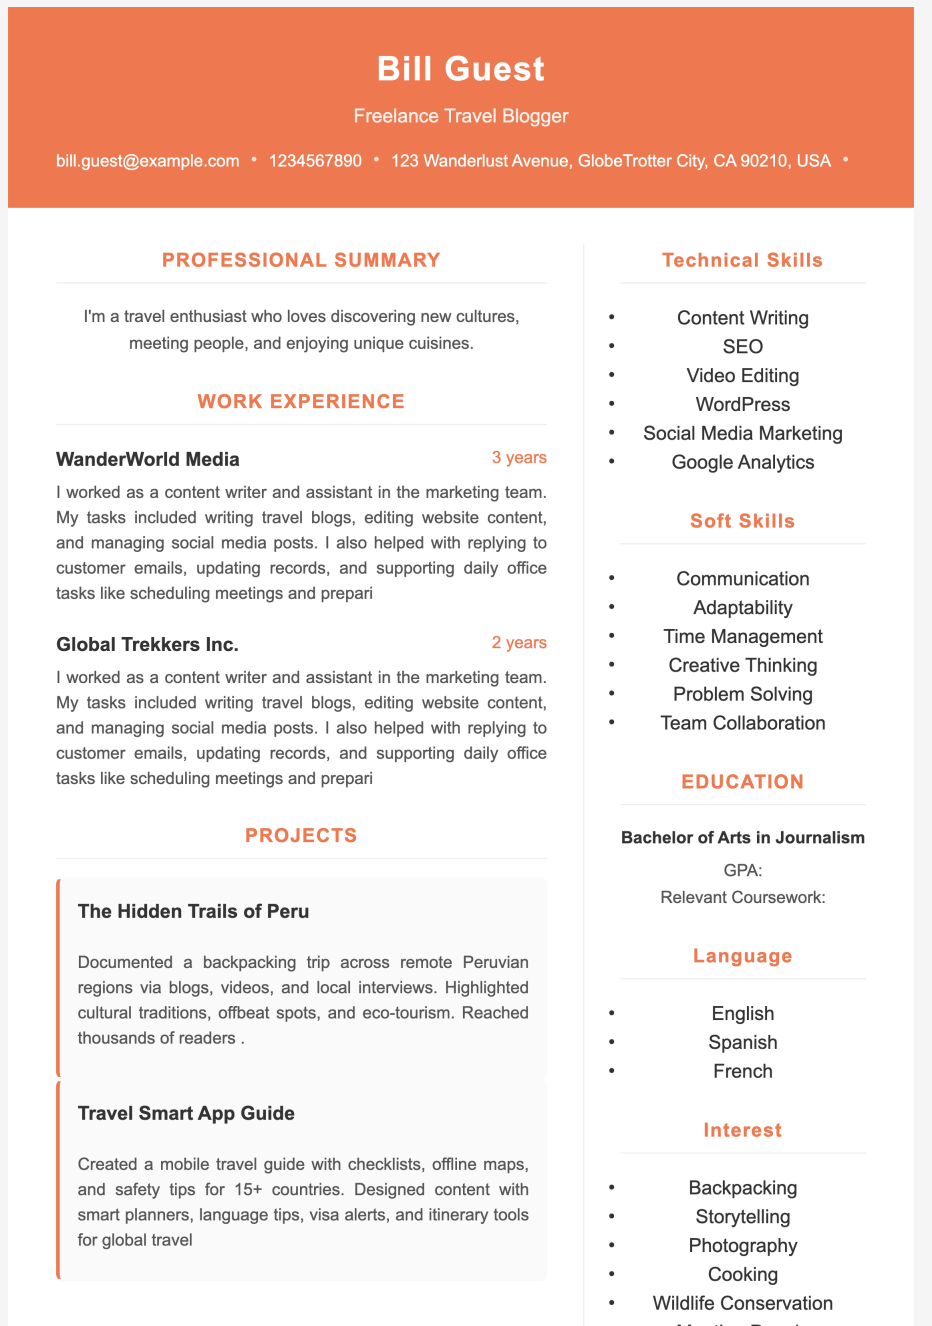 Bill Guest
Freelance Travel Blogger
bill.guest@example.com • 1234567890 • 123 Wanderlust Avenue, GlobeTrotter City, CA 90210, USA •
PROFESSIONAL SUMMARY
I'm a travel enthusiast who loves discovering new cultures,
meeting people, and enjoying unique cuisines.
WORK EXPERIENCE
WanderWorld Media 3 years
I worked as a content writer and assistant in the marketing team.
My tasks included writing travel blogs, editing website content,
and managing social media posts. I also helped with replying to
customer emails, updating records, and supporting daily office
tasks like scheduling meetings and prepari
Global Trekkers Inc. 2 years
I worked as a content writer and assistant in the marketing team.
My tasks included writing travel blogs, editing website content,
and managing social media posts. I also helped with replying to
customer emails, updating records, and supporting daily office
tasks like scheduling meetings and prepari
PROJECTS
The Hidden Trails of Peru
Documented a backpacking trip across remote Peruvian
regions via blogs, videos, and local interviews. Highlighted
cultural traditions, offbeat spots, and eco-tourism. Reached
thousands of readers .
Travel Smart App Guide
Created a mobile travel guide with checklists, offline maps,
and safety tips for 15+ countries. Designed content with
smart planners, language tips, visa alerts, and itinerary tools
for global travel
Technical Skills
• Content Writing
• SEO
• Video Editing
• WordPress
• Social Media Marketing
• Google Analytics
Soft Skills
• Communication
• Adaptability
• Time Management
• Creative Thinking
• Problem Solving
• Team Collaboration
EDUCATION
Bachelor of Arts in Journalism
GPA:
Relevant Coursework:
Language
• English
• Spanish
• French
Interest
• Backpacking
• Storytelling
• Photography
• Cooking
• Wildlife Conservation